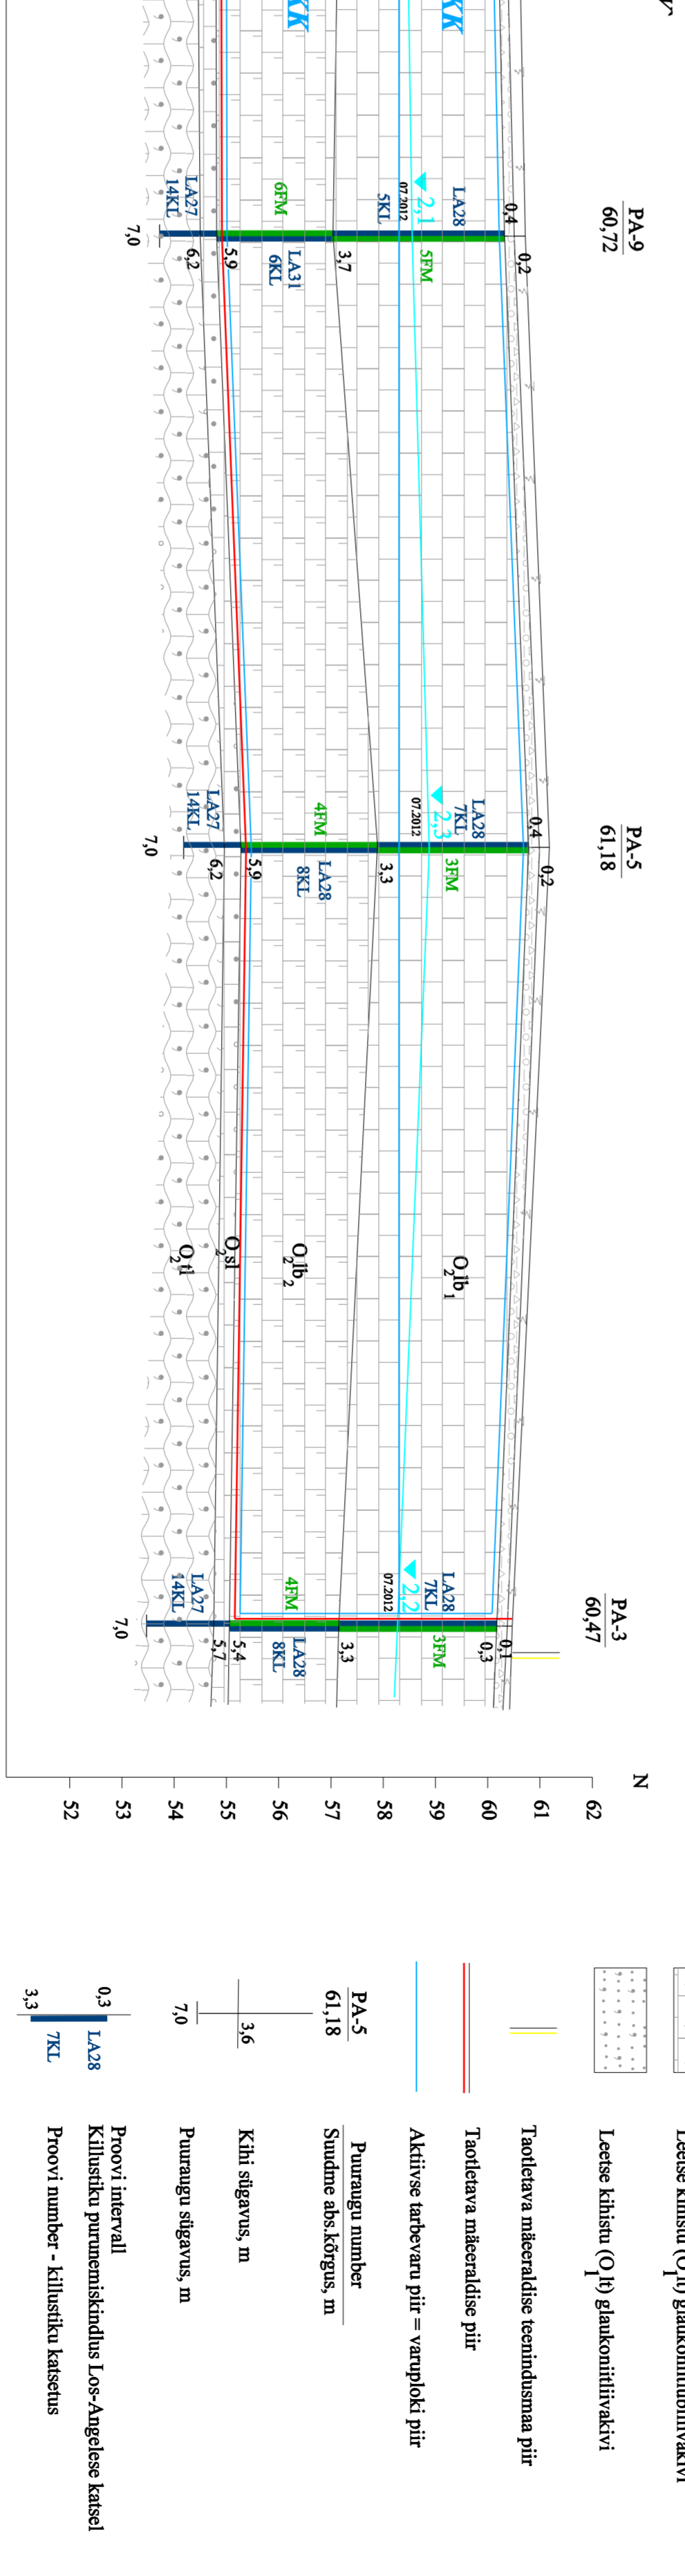 PA-9
60,72
0,4
0,2
LA28
2,1
07.2012
5KL
5FM
KK
3,7
KK
6FM
LA31
6KL
5,9
6,2
LA27
14KL
7,0
PA-5
61,18
0,4
0,2
LA28
7KL
2,3
07.2012
3FM
3,3
4FM
LA28
8KL
5,9
6,2
LA27
14KL
7,0
O2lb1
O2lb2
O2sl
O2tl
PA-3
60,47
0,1
0,3
LA28
7KL
2,2
07.2012
3FM
3,3
4FM
LA28
8KL
5,4
5,7
LA27
14KL
7,0
N
62
61
60
59
58
57
56
55
54
53
52
Leetse kihistu (O1lt) glaukoniitliivakivi
Taotletava mäeeraldise teenindusmaa piir
Taotletava mäeeraldise piir
Aktiivse tarbevaru piir = varuploki piir
PA-5
61,18
Puuraugu number
Suudme abs.kõrgus, m
3,6
Kihi sügavus, m
7,0
Puuraugu sügavus, m
0,3
Proovi intervall
LA28
Killustiku purunemiskindlus Los-Angelese katsel
3,3
7KL
Proovi number - killustiku katsetus